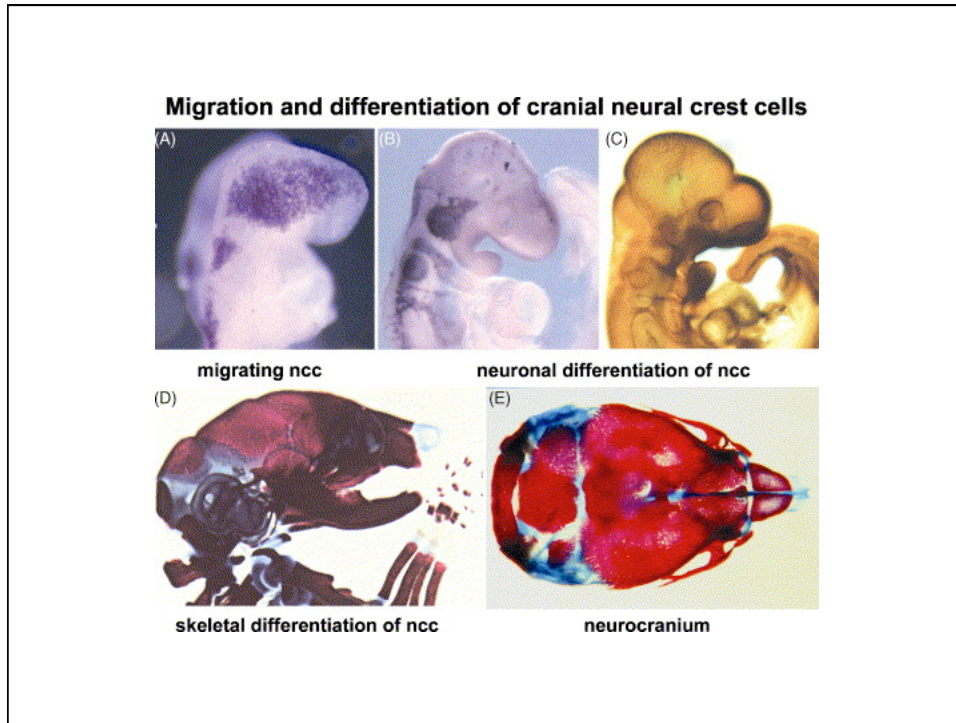 Migration and differentiation of cranial neural crest cells
(A)
(B)
(C)
migrating ncc
neuronal differentiation of ncc
(D)
(E)
skeletal differentiation of ncc
neurocranium